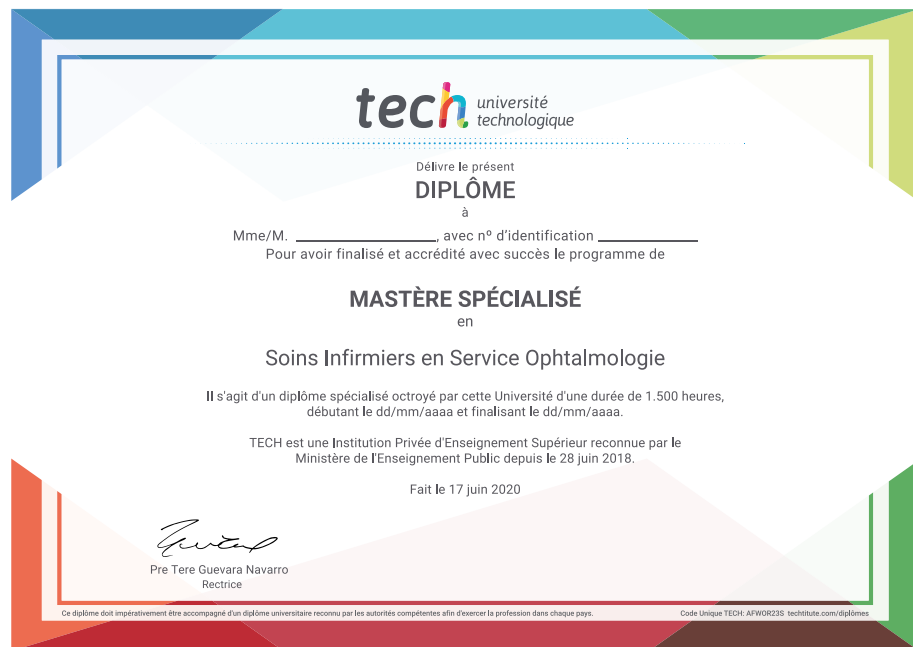 tech université
technologique
Délivre le présent
DIPLÔME
à
Mme/M. ____________, avec nº d'identification ____________
Pour avoir finalisé et accrédité avec succès le programme de
MASTÈRE SPÉCIALISÉ
en
Soins Infirmiers en Service Ophtalmologie
Il s'agit d'un diplôme spécialisé octroyé par cette Université d'une durée de 1.500 heures,
débutant le dd/mm/aaaa et finalisant le dd/mm/aaaa.
TECH est une Institution Privée d'Enseignement Supérieur reconnue par le
Ministère de l'Enseignement Public depuis le 28 juin 2018.
Fait le 17 juin 2020
Pre Tere Guevara Navarro
Rectrice
Ce diplôme doit impérativement être accompagné d'un diplôme universitaire reconnu par les autorités compétentes afin d'exercer la profession dans chaque pays. Code Unique TECH: AFWOR23S techtitute.com/diplômes